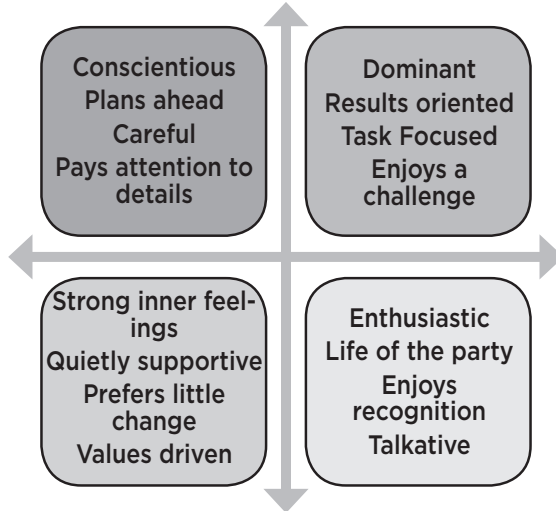 Conscientious
Plans ahead
Careful
Pays attention to
details
Dominant
Results oriented
Task Focused
Enjoys a
challenge
Strong inner feel-
ings
Quietly supportive
Prefers little
change
Values driven
Enthusiastic
Life of the party
Enjoys
recognition
Talkative